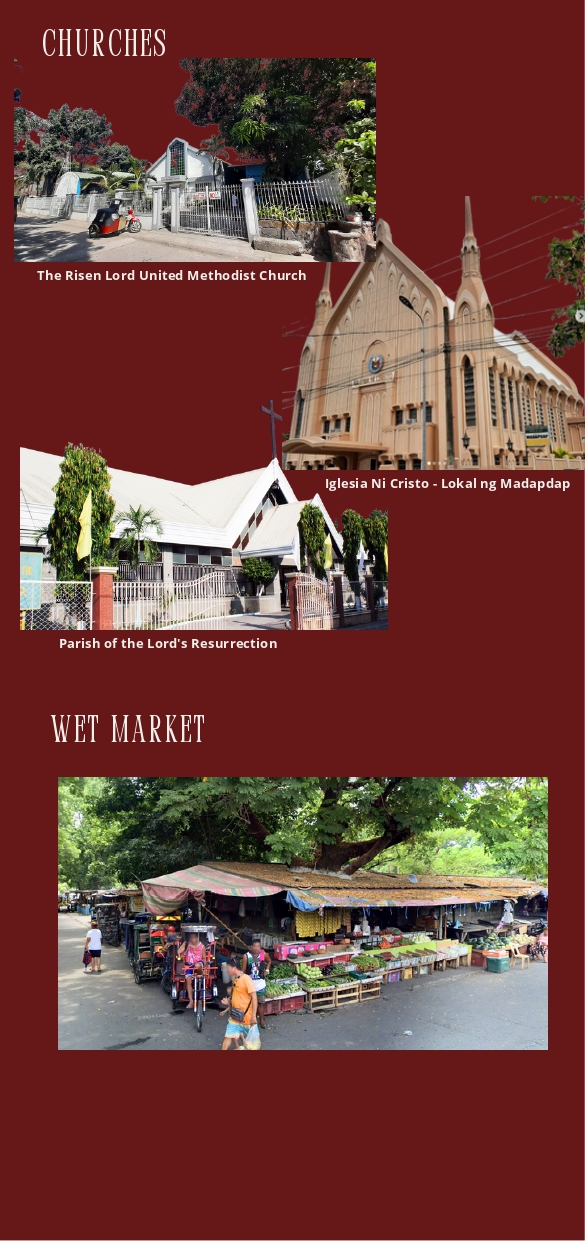 CHURCHES
The Risen Lord United Methodist Church
Iglesia Ni Cristo - Lokal ng Madapdap
Parish of the Lord's Resurrection
WET MARKET